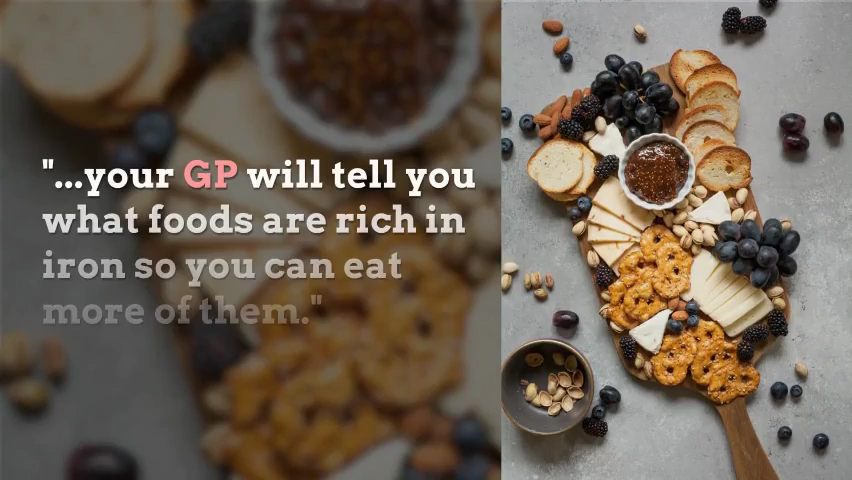 "...your GP will tell you
what foods are rich in
iron so you can eat
more of them."